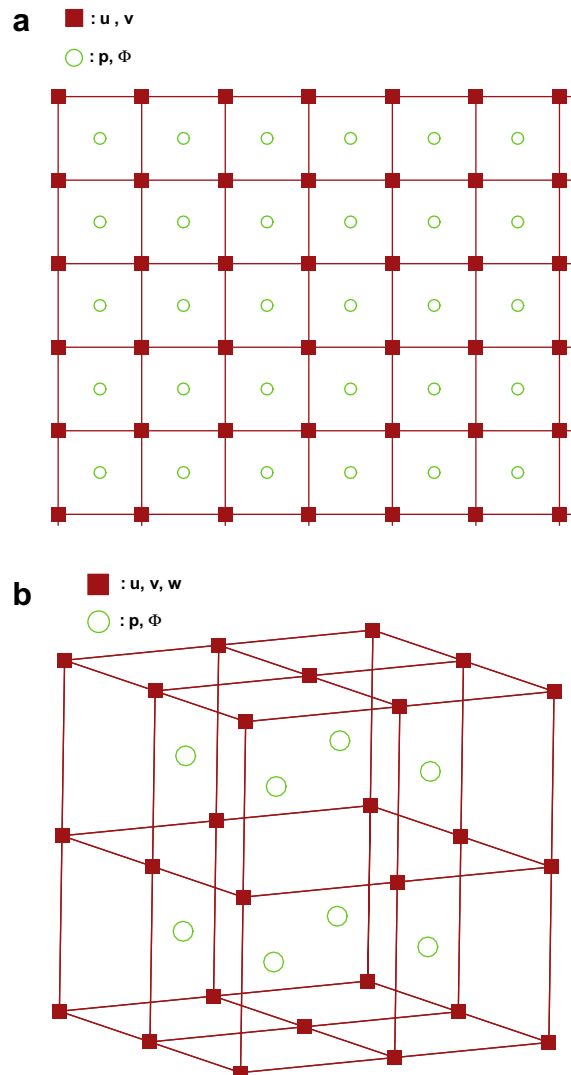 a
: u , v
: p, Φ
b
: u, v, w
: p, Φ